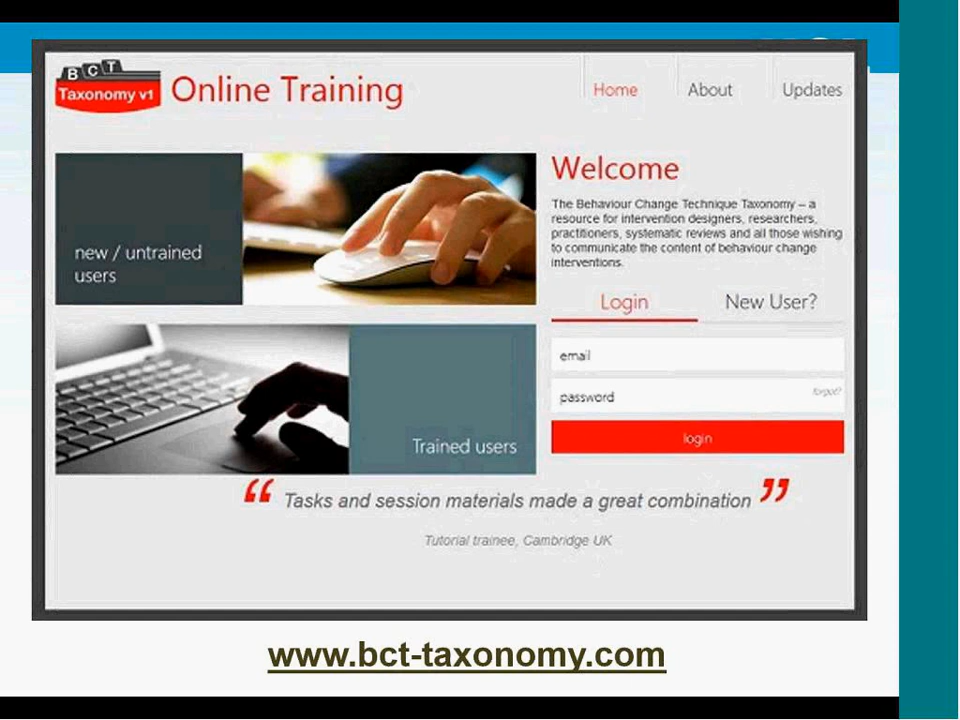 BCT
Taxonomy v1
Online Training
Home
About
Updates
new / untrained
users
Trained users
Welcome
The Behaviour Change Technique Taxonomy – a
resource for intervention designers, researchers,
practitioners, systematic reviews and all those wishing
to communicate the content of behaviour change
interventions.
Login
New User?
email
password
forgot?
login
“ Tasks and session materials made a great combination ”
Tutorial trainee, Cambridge UK
www.bct-taxonomy.com